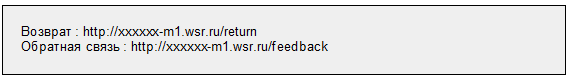 Возврат : http://xxxxxx-m1.wsr.ru/return
Обратная связь : http://xxxxxx-m1.wsr.ru/feedback